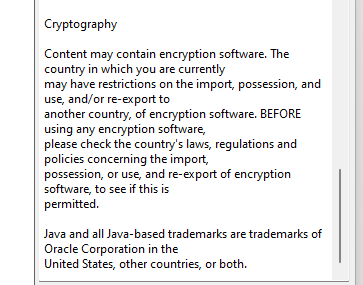 Cryptography
Content may contain encryption software. The
country in which you are currently
may have restrictions on the import, possession, and
use, and/or re-export to
another country, of encryption software. BEFORE
using any encryption software,
please check the country's laws, regulations and
policies concerning the import,
possession, or use, and re-export of encryption
software, to see if this is
permitted.
Java and all Java-based trademarks are trademarks of
Oracle Corporation in the
United States, other countries, or both.